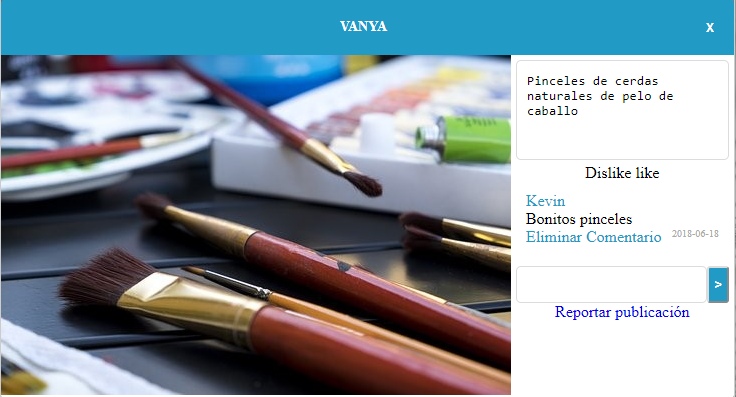 VANYA
X
Pinceles de cerdas
naturales de pelo de
caballo
Dislike like
Kevin
Bonitos pinceles
Eliminar Comentario 2018-06-18
>
Reportar publicación